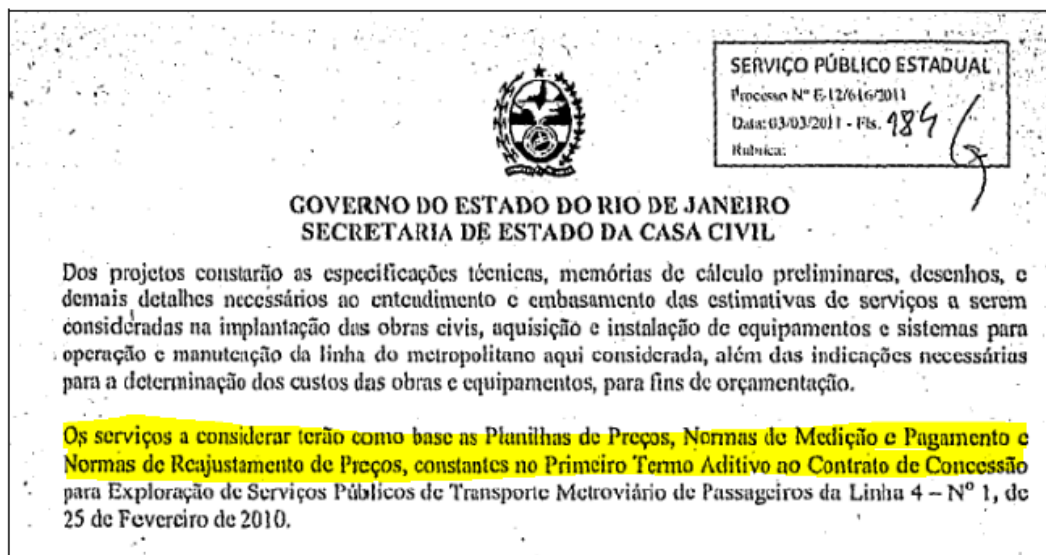 SERVIÇO PÚBLICO ESTADUAL
Processo Nº E-12/616/2011
Data: 03/03/2011 - Fls. 984
Rubrica:
GOVERNO DO ESTADO DO RIO DE JANEIRO
SECRETARIA DE ESTADO DA CASA CIVIL
Dos projetos constarão as especificações técnicas, memórias de cálculo preliminares, desenhos, e
demais detalhes necessários ao entendimento e embasamento das estimativas de serviços a serem
consideradas na implantação das obras civis, aquisição e instalação de equipamentos e sistemas para
operação e manutenção da linha do metropolitano aqui considerada, além das indicações necessárias
para a determinação dos custos das obras e equipamentos, para fins de orçamentação.
Os serviços a considerar terão como base as Planilhas de Preços, Normas de Medição e Pagamento e
Normas de Reajustamento de Preços, constantes no Primeiro Termo Aditivo ao Contrato de Concessão
para Exploração de Serviços Públicos de Transporte Metroviário de Passageiros da Linha 4 – Nº 1, de
25 de Fevereiro de 2010.